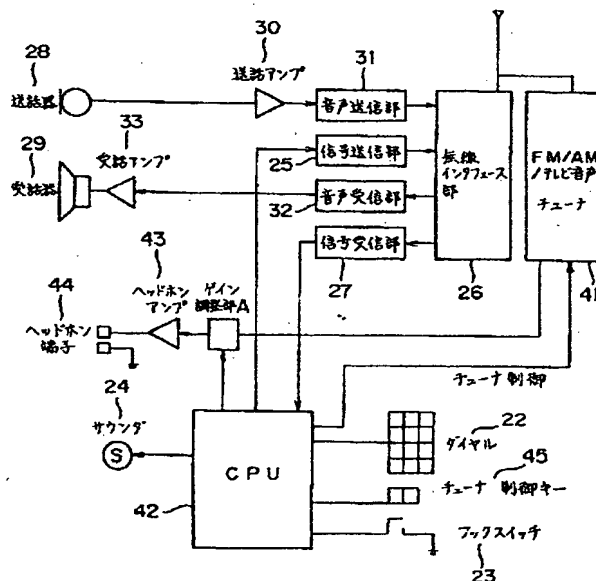 30
28
送話アンプ
31
送話器
音声送信部
33
29
受話アンプ
25
信号送信部
受話器
32
音声受信部
無線
インタフェース
部
FM/AM
/テレビ音声
チューナ
43
信号受信部
44
ヘッドホン
アンプ
ゲイン
調整部A
27
26
41
ヘッドホン
端子
24
チューナ制御
サウンダ
22
S
ダイヤル
CPU
45
チューナ制御キー
42
フックスイッチ
23